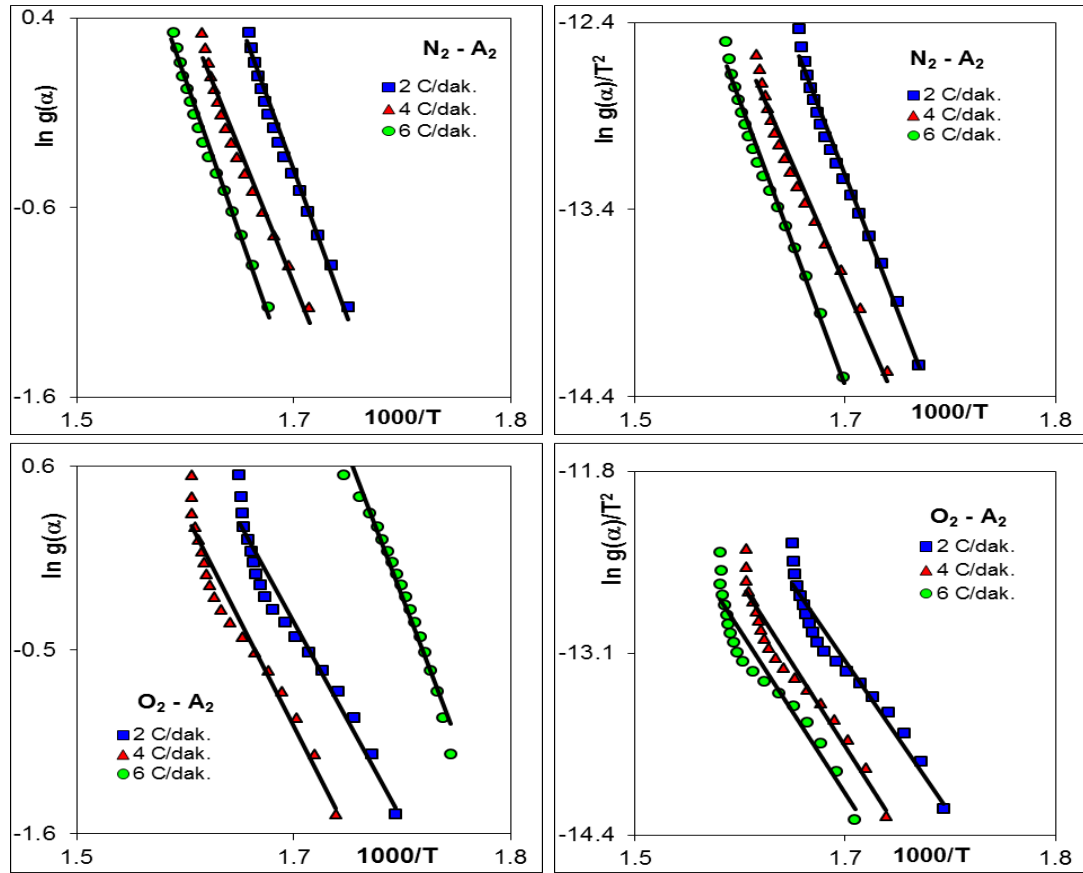 0.4
N₂ - A₂
2 C/dak.
4 C/dak.
6 C/dak.
ln g(α)
-0.6
-1.6
1.5
1.7
1000/T
1.8
-12.4
N₂ - A₂
2 C/dak.
4 C/dak.
6 C/dak.
ln g(α)/T²
-13.4
-14.4
1.5
1.7
1000/T
1.8
0.6
ln g(α)
-0.5
O₂ - A₂
2 C/dak.
4 C/dak.
6 C/dak.
-1.6
1.5
1.7
1000/T
1.8
-11.8
O₂ - A₂
2 C/dak.
4 C/dak.
6 C/dak.
ln g(α)/T²
-13.1
-14.4
1.5
1.7
1000/T
1.8